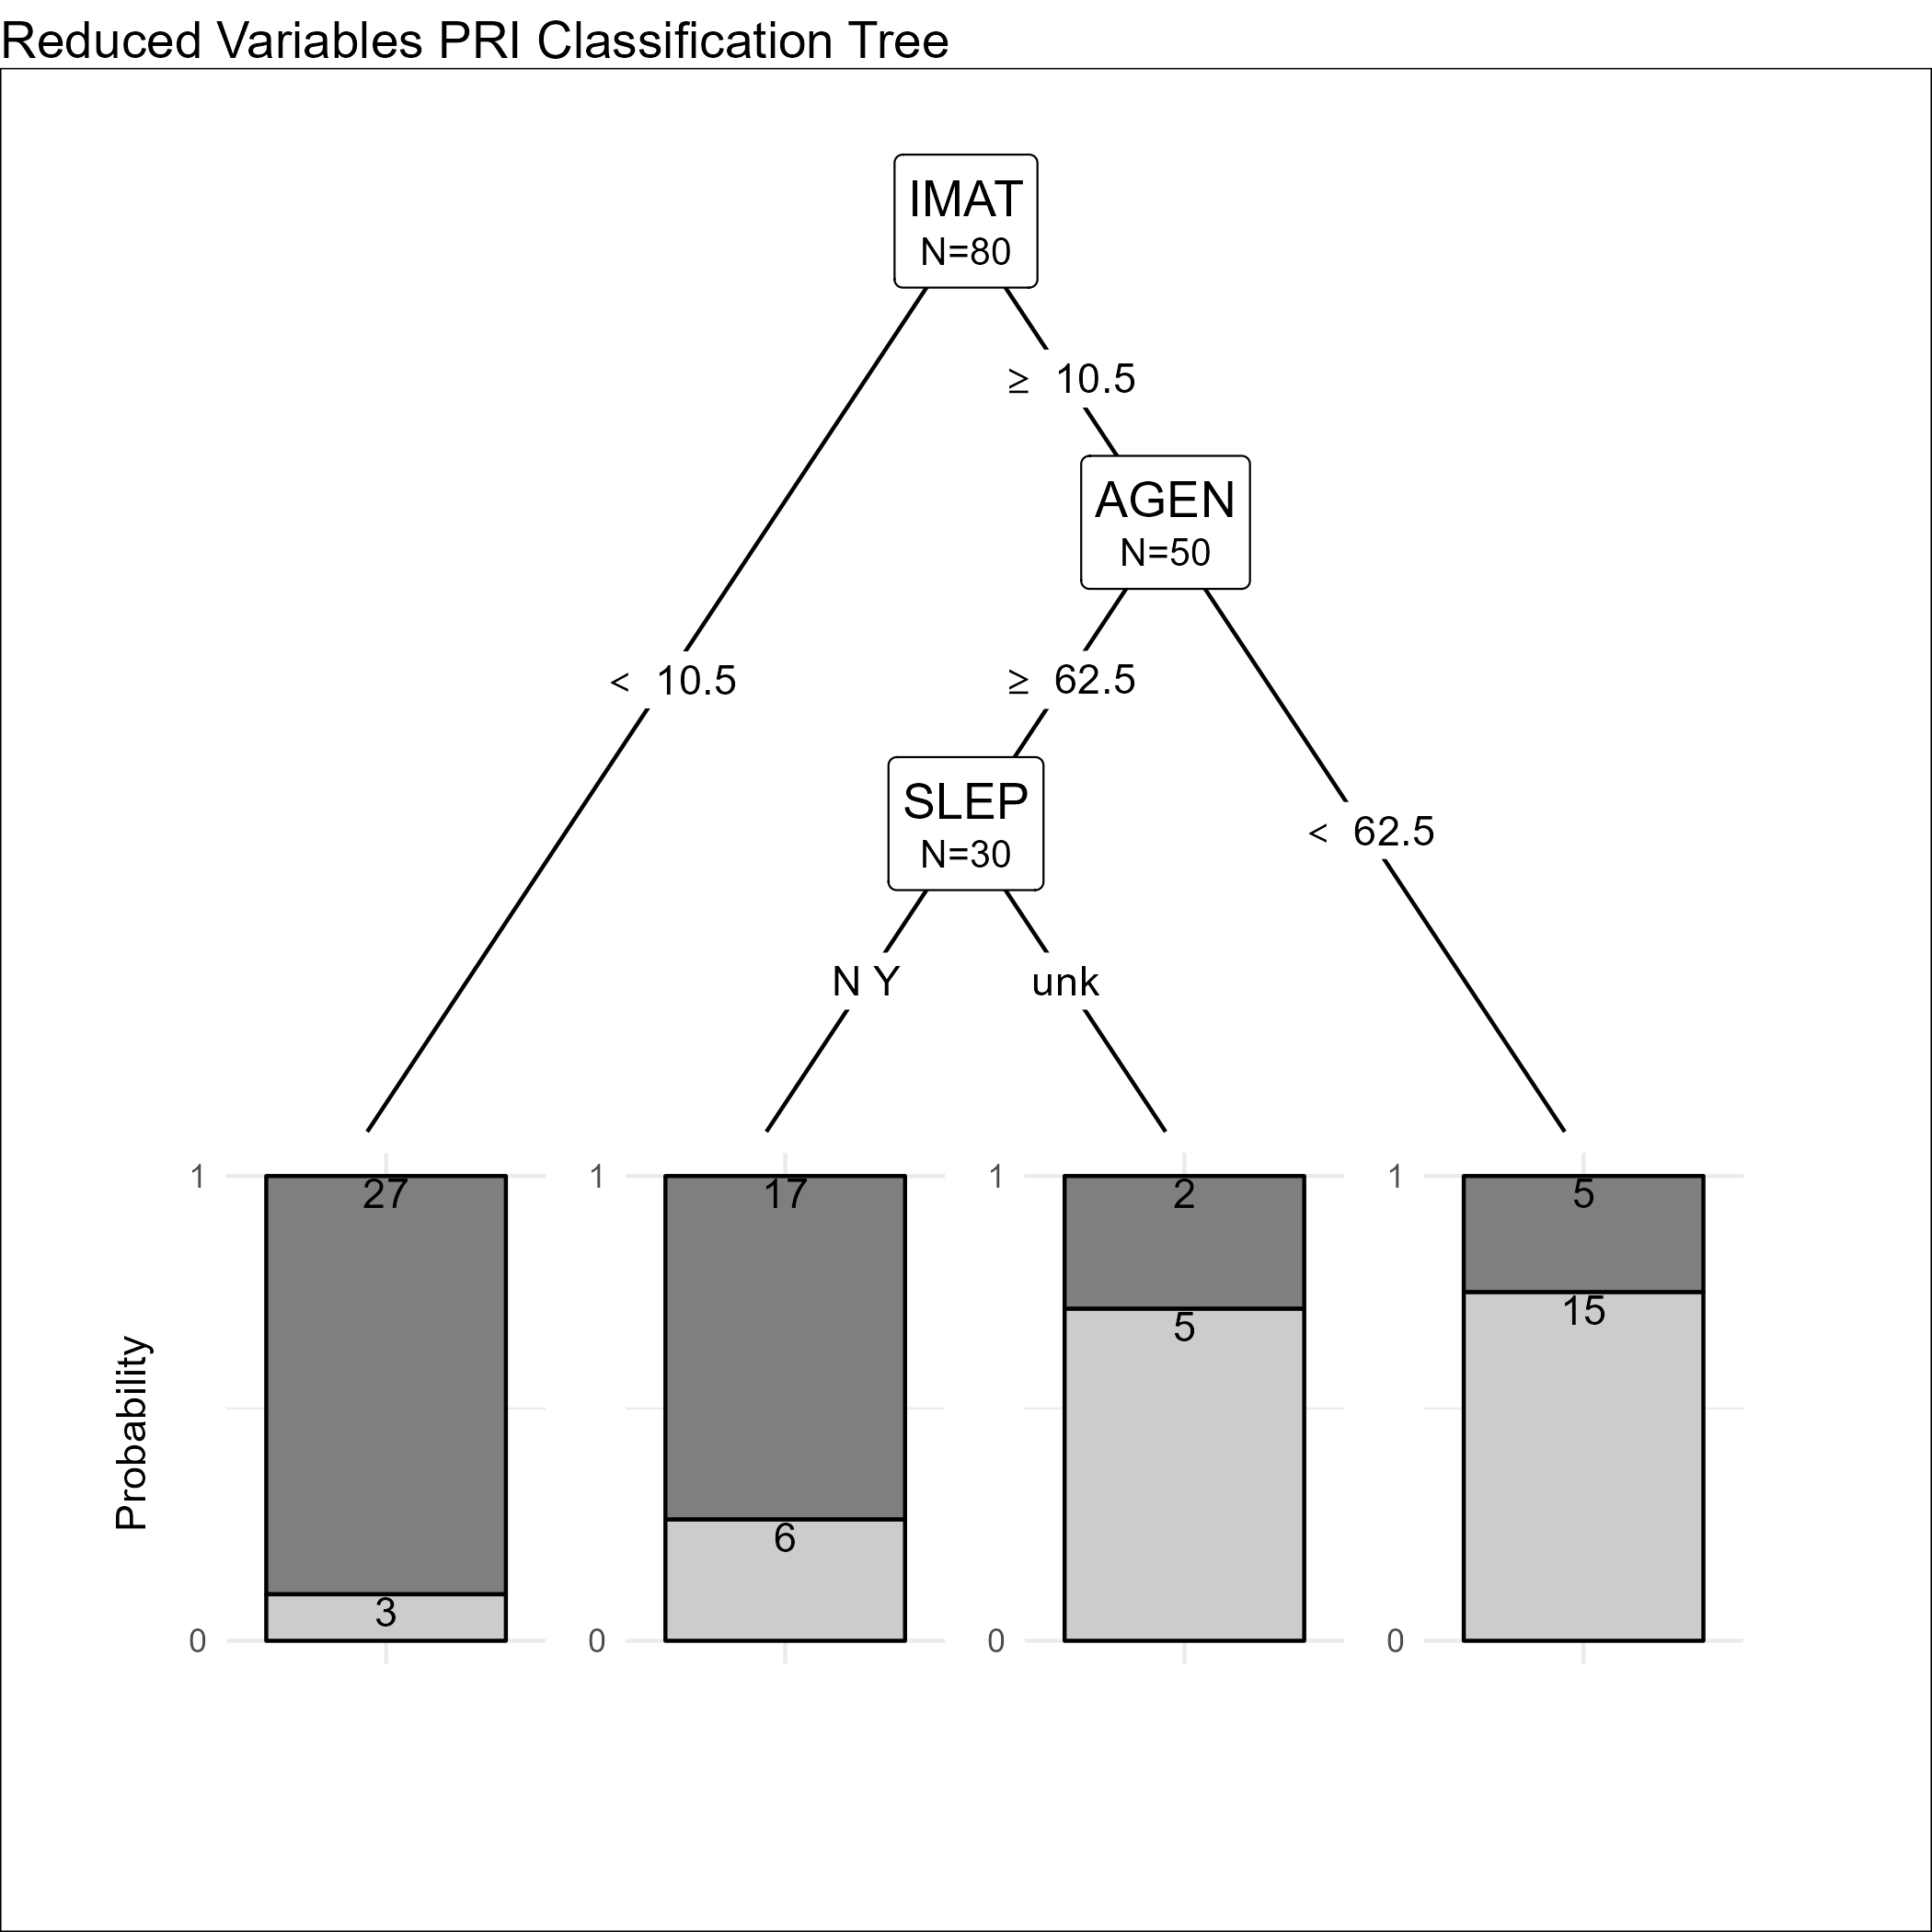 Reduced Variables PRI Classification Tree
IMAT
N=80
≥ 10.5
AGEN
N=50
< 10.5
≥ 62.5
SLEP
N=30
< 62.5
N Y
unk
1
27
3
0
1
17
6
0
1
2
5
0
1
5
15
0
Probability